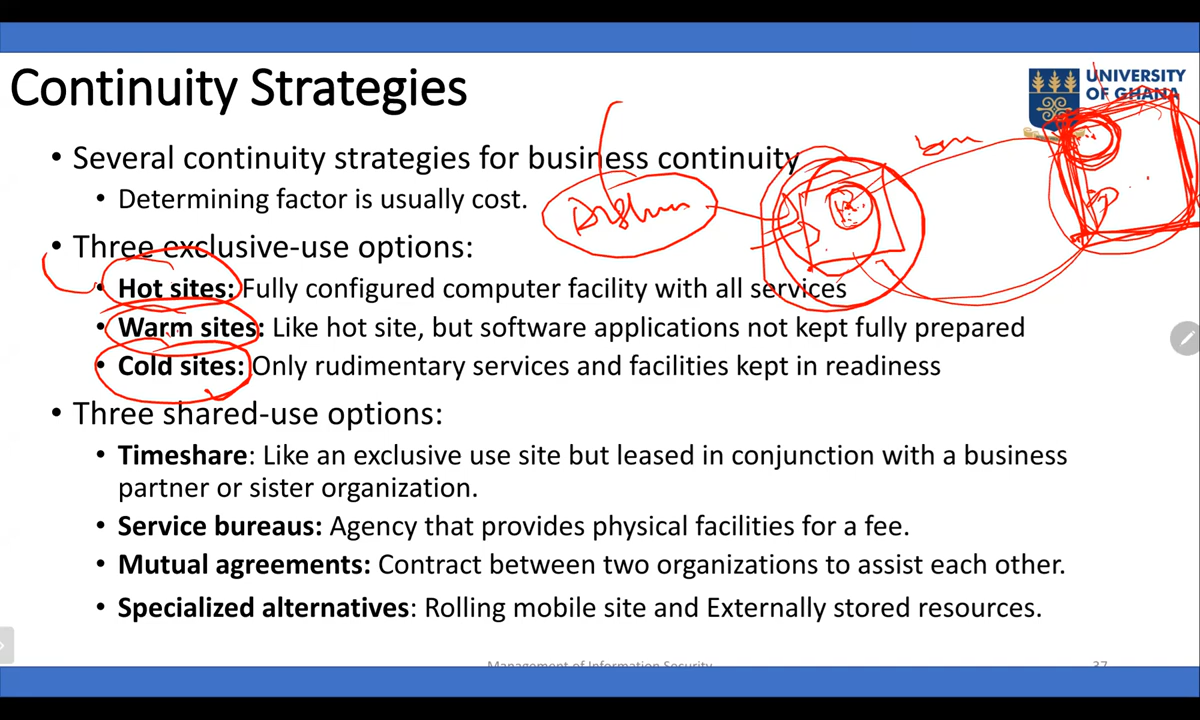 Continuity Strategies
UNIVERSITY
OF GHANA
• Several continuity strategies for business continuity
• Determining factor is usually cost.
• Three exclusive-use options:
• Hot sites: Fully configured computer facility with all services
• Warm sites: Like hot site, but software applications not kept fully prepared
• Cold sites: Only rudimentary services and facilities kept in readiness
• Three shared-use options:
• Timeshare: Like an exclusive use site but leased in conjunction with a business
partner or sister organization.
• Service bureaus: Agency that provides physical facilities for a fee.
• Mutual agreements: Contract between two organizations to assist each other.
• Specialized alternatives: Rolling mobile site and Externally stored resources.
Management of Information Security
37